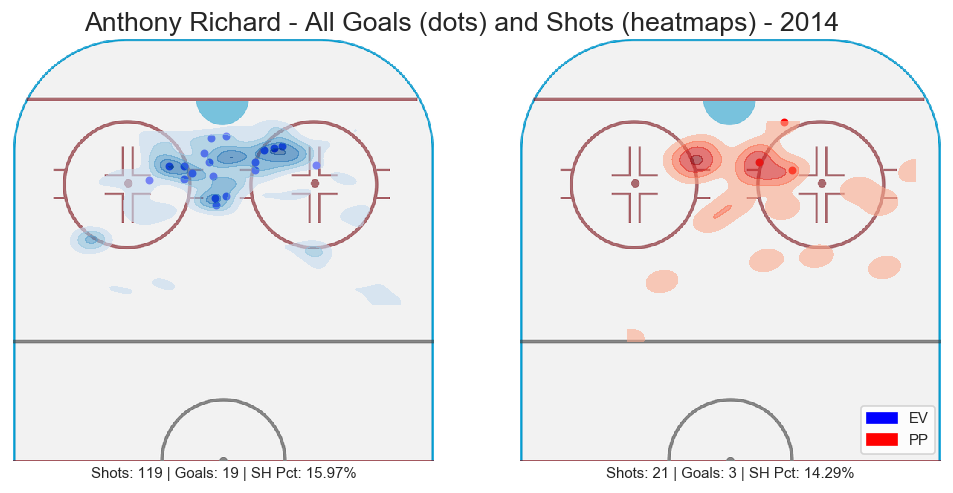 Anthony Richard - All Goals (dots) and Shots (heatmaps) - 2014
EV
PP
Shots: 119 | Goals: 19 | SH Pct: 15.97%
Shots: 21 | Goals: 3 | SH Pct: 14.29%